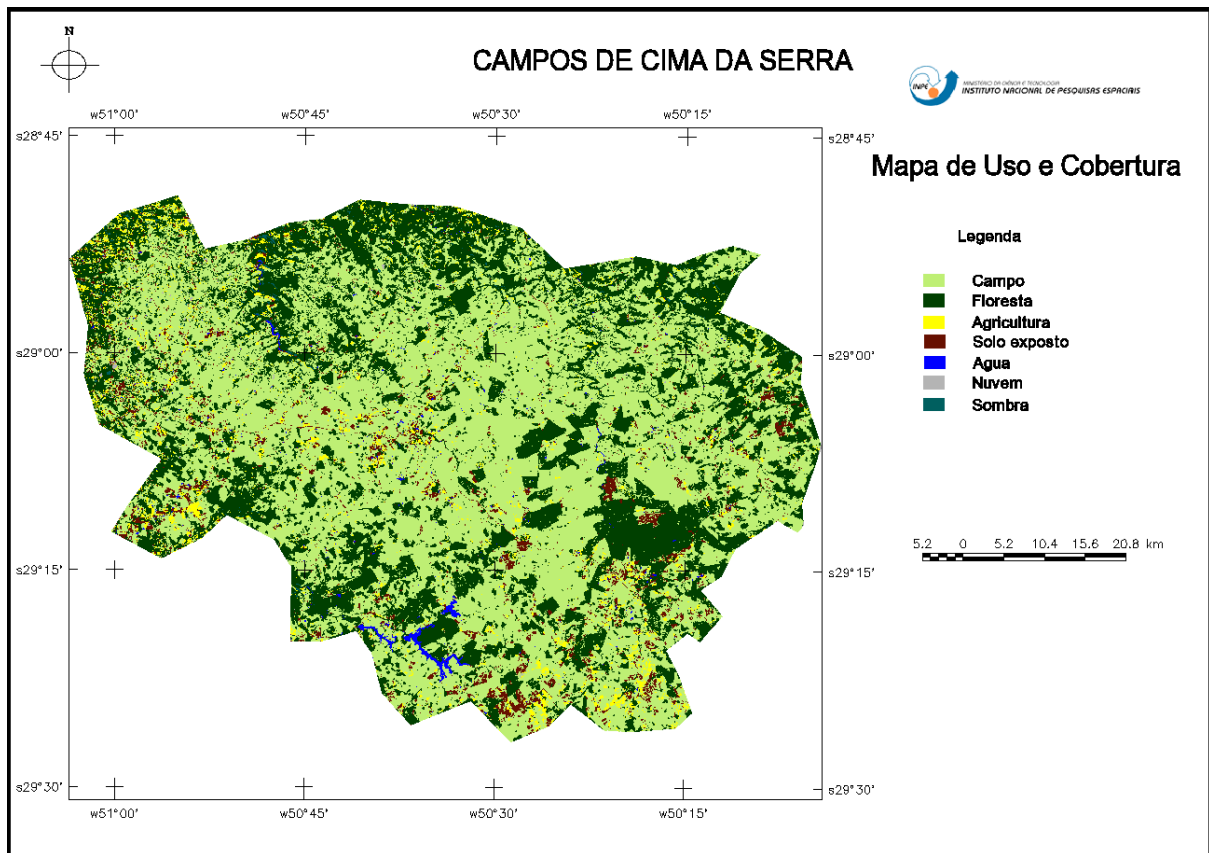 N
CAMPOS DE CIMA DA SERRA
INPE
MINISTÉRIO DA CIÊNCIA E TECNOLOGIA
INSTITUTO NACIONAL DE PESQUISAS ESPACIAIS
w51°00' w50°45' w50°30' w50°15'
s28°45' s28°45'
Mapa de Uso e Cobertura
Legenda
Campo
Floresta
Agricultura
Solo exposto
Agua
Nuvem
Sombra
s29°00' s29°00'
5.2 0 5.2 10.4 15.6 20.8 km
s29°15' s29°15'
s29°30' s29°30'
w51°00' w50°45' w50°30' w50°15'